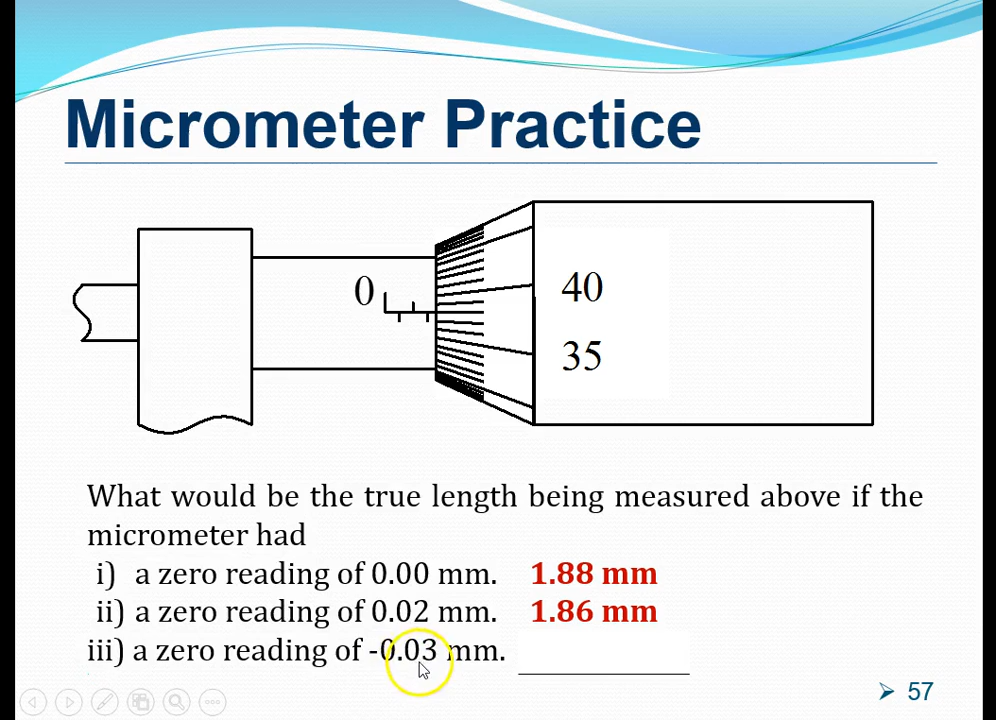 Micrometer Practice
0
40
35
What would be the true length being measured above if the
micrometer had
i) a zero reading of 0.00 mm. 1.88 mm
ii) a zero reading of 0.02 mm. 1.86 mm
iii) a zero reading of -0.03 mm.
57